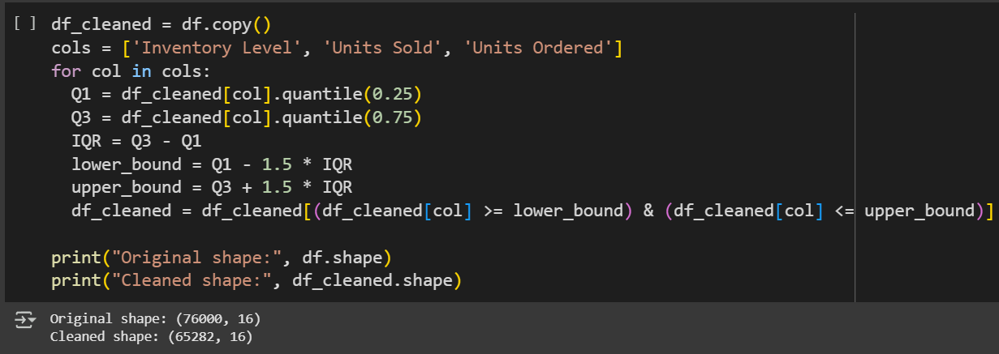 [ ] df_cleaned = df.copy()
cols = ['Inventory Level', 'Units Sold', 'Units Ordered']
for col in cols:
  Q1 = df_cleaned[col].quantile(0.25)
  Q3 = df_cleaned[col].quantile(0.75)
  IQR = Q3 - Q1
  lower_bound = Q1 - 1.5 * IQR
  upper_bound = Q3 + 1.5 * IQR
  df_cleaned = df_cleaned[(df_cleaned[col] >= lower_bound) & (df_cleaned[col] <= upper_bound)]
print("Original shape:", df.shape)
print("Cleaned shape:", df_cleaned.shape)
Original shape: (76000, 16)
Cleaned shape: (65282, 16)